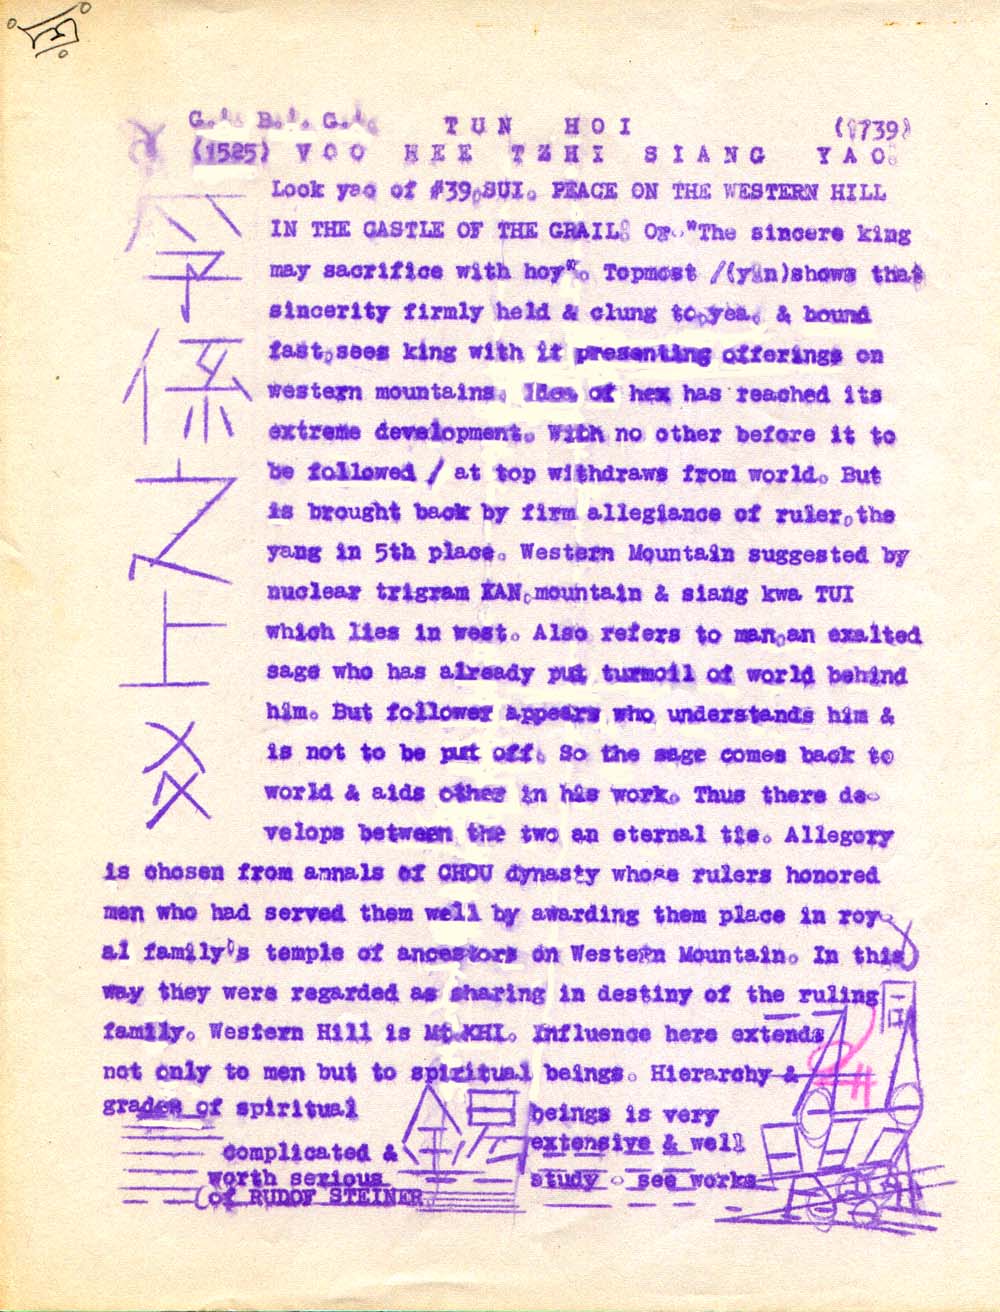 G∴ B∴ G∴ TUN HOI (1739)
(1525) VOO HEE TZHI SIANG YAO
Look yao of #39,SUI. PEACE ON THE WESTERN HILL
IN THE CASTLE OF THE GRAIL. Or "The sincere king
may sacrifice with hoy". Topmost /(yin)shows that
sincerity firmly held & clung to,yea, & bound
fast,sees king with it presenting offerings on
western mountains. Idea of hex has reached its
extreme development. With no other before it to
be followed / at top withdraws from world. But
is brought back by firm allegiance of ruler,the
yang in 5th place. Western Mountain suggested by
nuclear trigram KAN,mountain & siang kwa TUI
which lies in west. Also refers to man,an exalted
sage who has already put turmoil of world behind
him. But follower appears who understands him &
is not to be put off. So the sage comes back to
world & aids other in his work. Thus there de-
velops between the two an eternal tie. Allegory
is chosen from annals of CHOU dynasty whose rulers honored
men who had served them well by awarding them place in roy-
al family's temple of ancestors on Western Mountain. In this
way they were regarded as sharing in destiny of the ruling
family. Western Hill is Mt.KHI. Influence here extends
not only to men but to spiritual beings. Hierarchy &
grades of spiritual beings is very
complicated & extensive & well
worth serious study - see works
of RUDOF STEINER.
之
上
爻